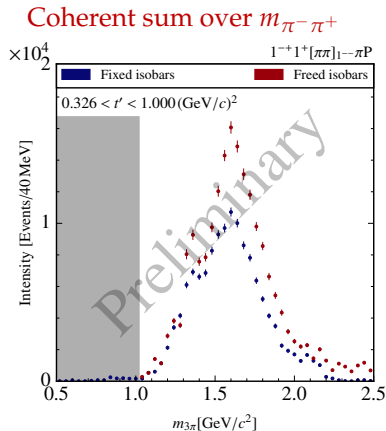 Coherent sum over m_{π⁻π⁺}
×10⁴
1⁻⁺1⁺[ππ]₁₋₋πP
Fixed isobars
Freed isobars
0.326 < t′ < 1.000 (GeV/c)²
Preliminary
Intensity [Events/40 MeV]
2
1
0
0.5
1.0
1.5
2.0
2.5
m_{3π}[GeV/c²]